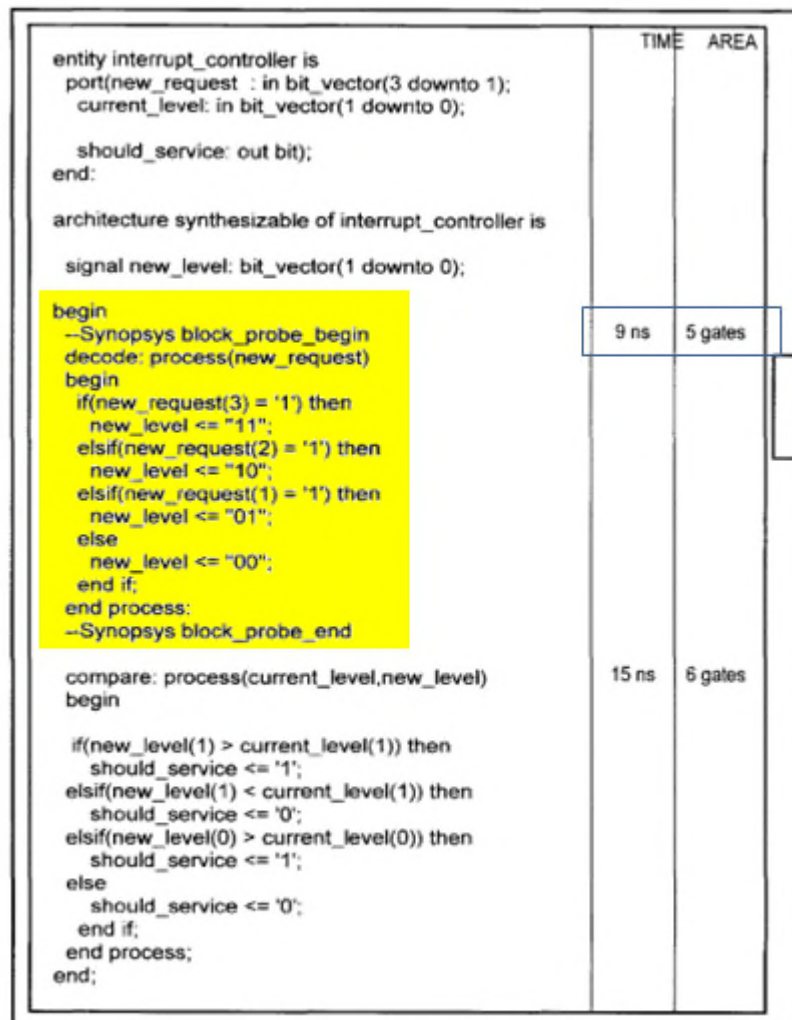 TIME AREA
entity interrupt_controller is
port(new_request : in bit_vector(3 downto 1);
current_level: in bit_vector(1 downto 0);
should_service: out bit);
end:
architecture synthesizable of interrupt_controller is
signal new_level: bit_vector(1 downto 0);
begin
--Synopsys block_probe_begin 9 ns 5 gates
decode: process(new_request)
begin
if(new_request(3) = '1') then
new_level <= "11";
elsif(new_request(2) = '1') then
new_level <= "10";
elsif(new_request(1) = '1') then
new_level <= "01";
else
new_level <= "00";
end if;
end process:
--Synopsys block_probe_end
compare: process(current_level,new_level) 15 ns 6 gates
begin
if(new_level(1) > current_level(1)) then
should_service <= '1';
elsif(new_level(1) < current_level(1)) then
should_service <= '0';
elsif(new_level(0) > current_level(0)) then
should_service <= '1';
else
should_service <= '0';
end if;
end process;
end;